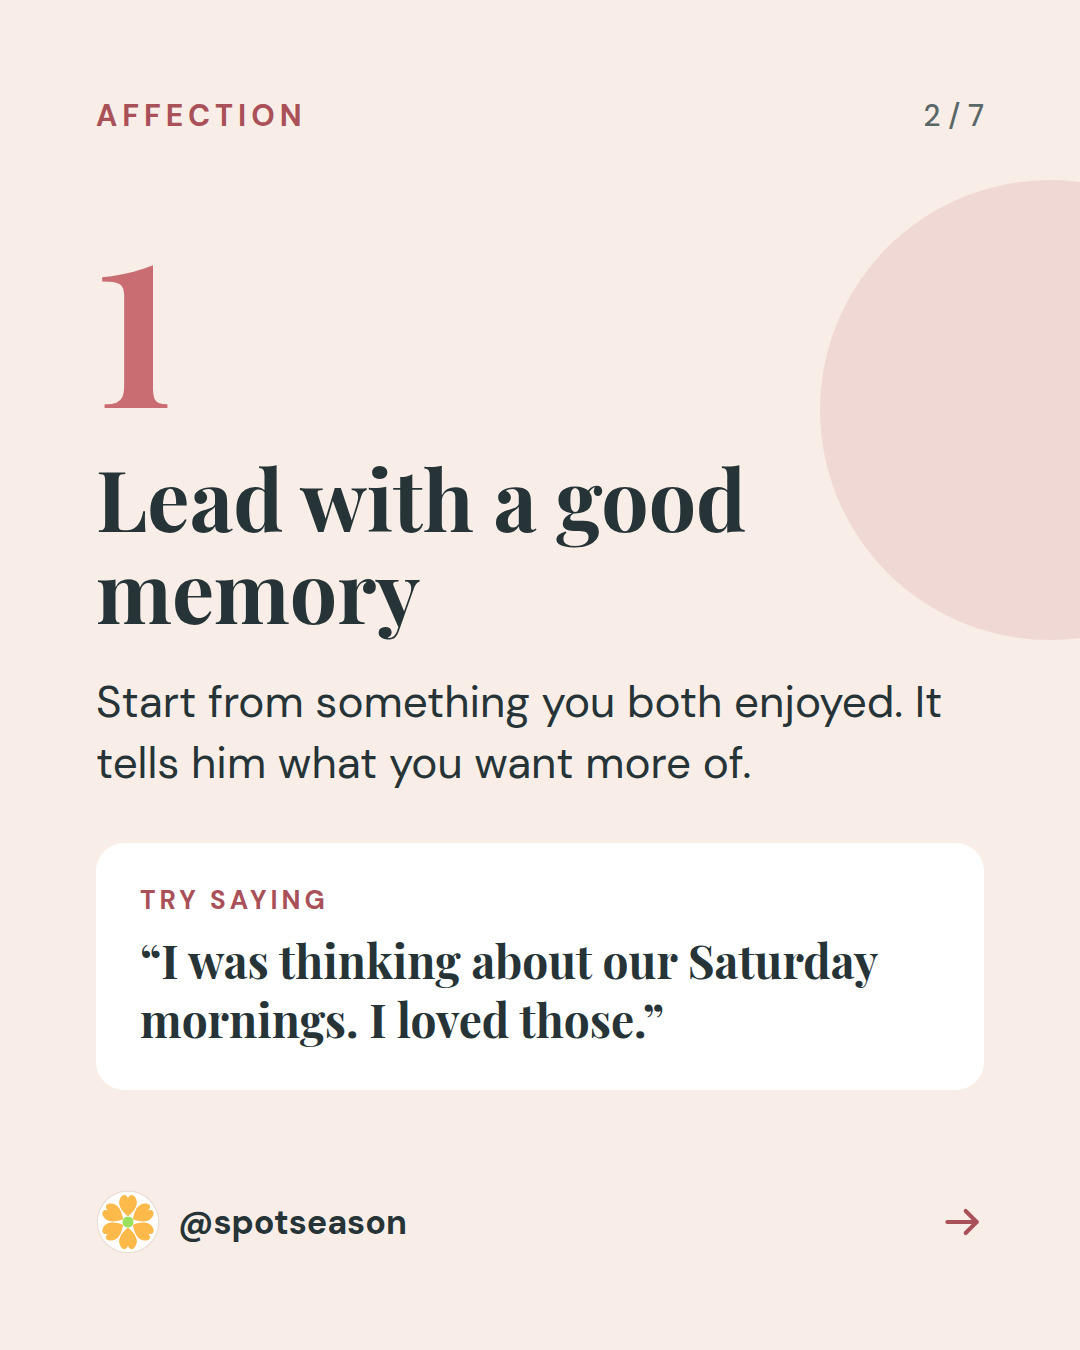 AFFECTION
2 / 7
1
Lead with a good
memory
Start from something you both enjoyed. It
tells him what you want more of.
TRY SAYING
“I was thinking about our Saturday
mornings. I loved those.”
@spotseason